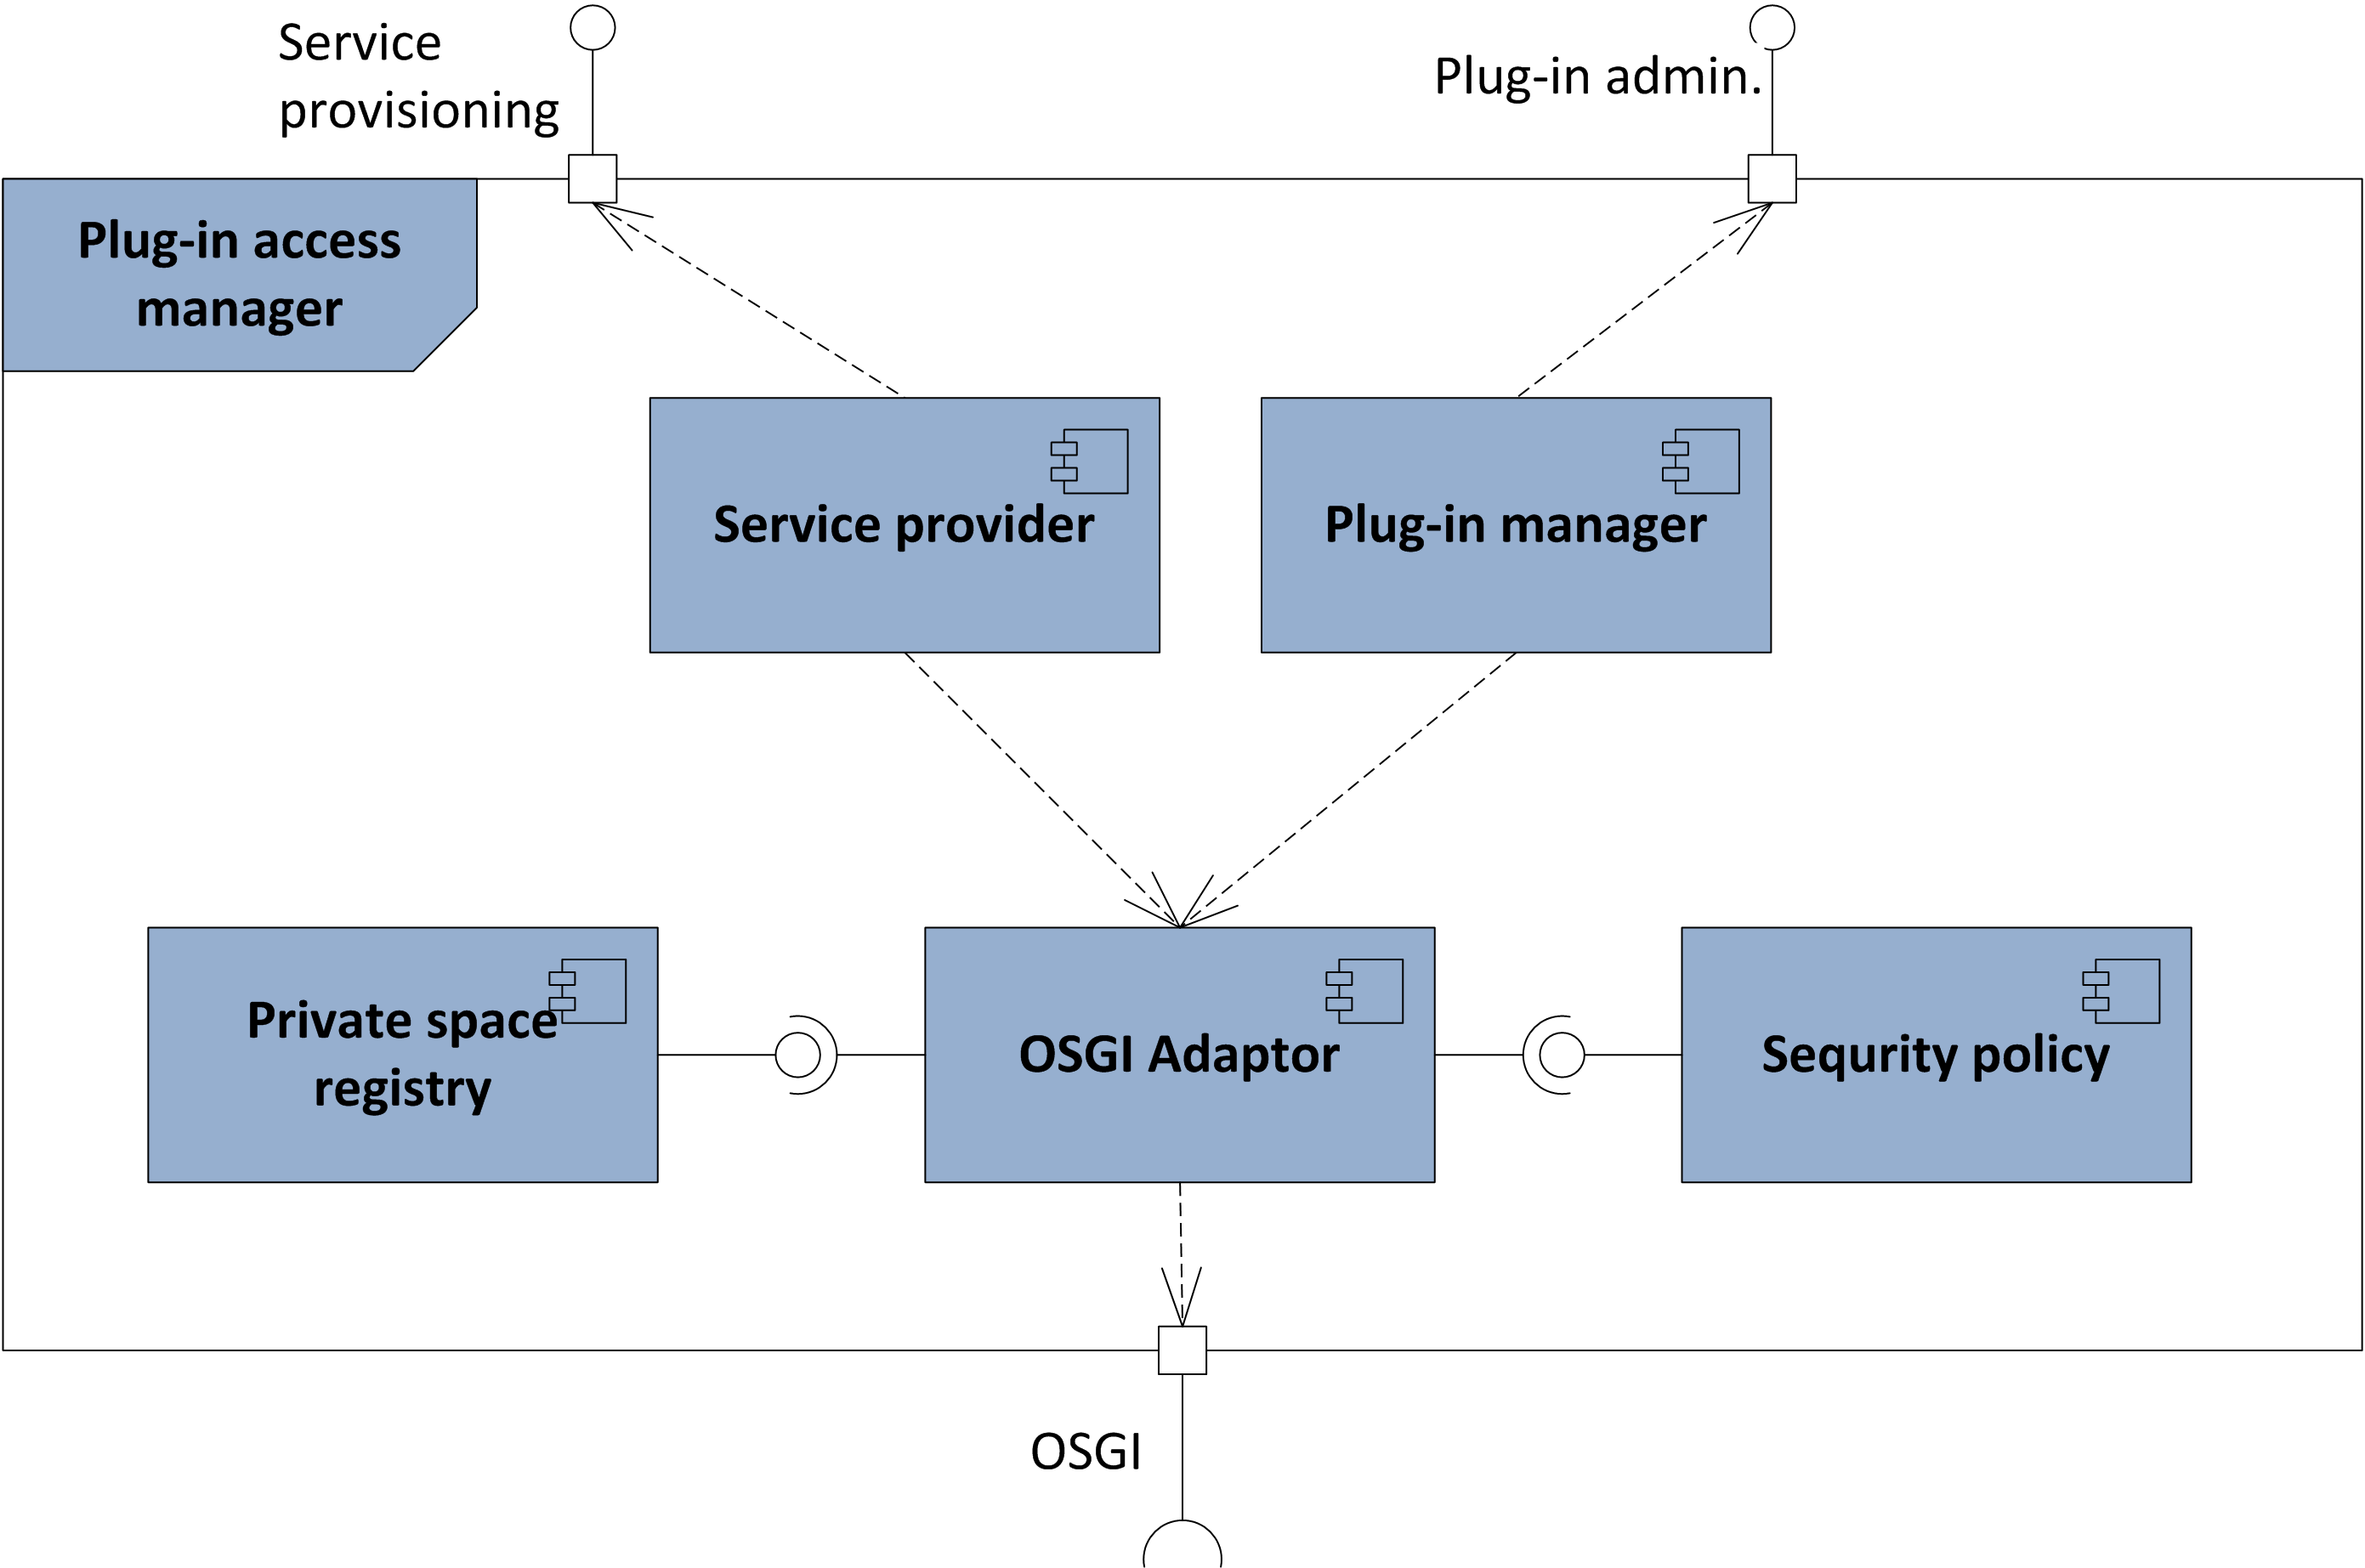 Service
provisioning
Plug-in admin.
Plug-in access
manager
Service provider
Plug-in manager
Private space
registry
OSGI Adaptor
Sequrity policy
OSGI